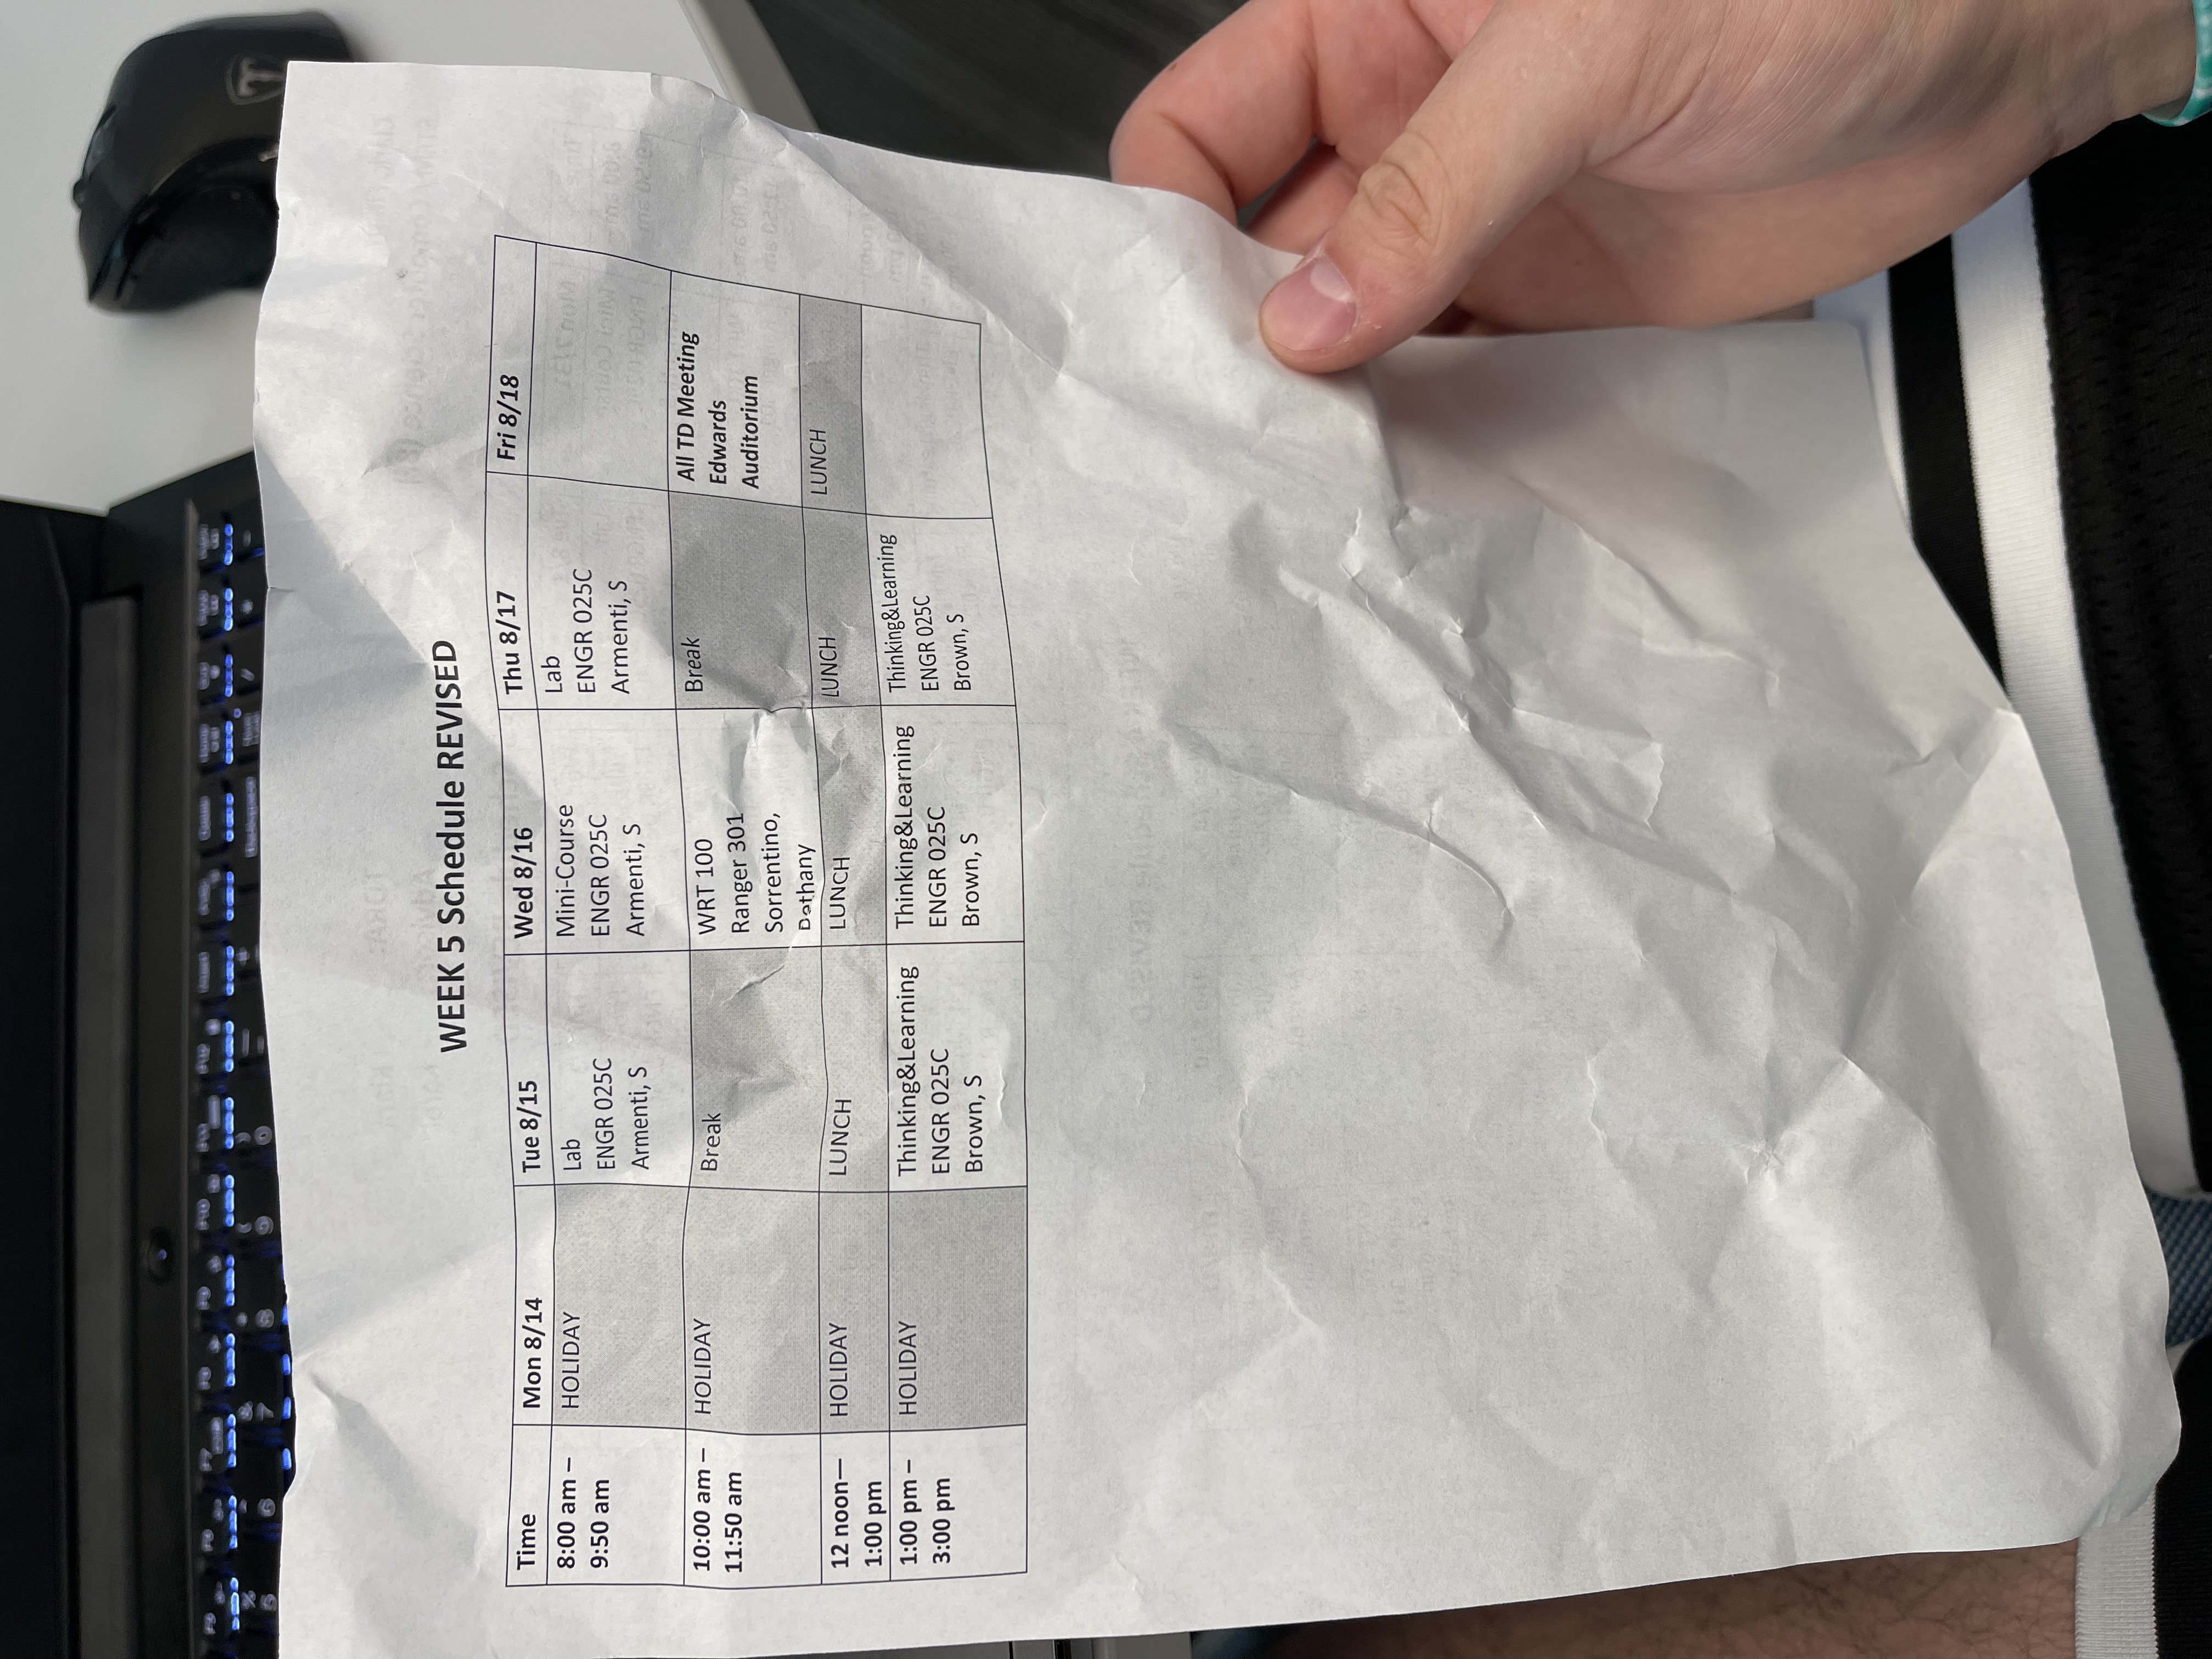 WEEK 5 Schedule REVISED
Time Mon 8/14 Tue 8/15 Wed 8/16 Thu 8/17 Fri 8/18
8:00 am –
9:50 am
HOLIDAY
Lab
ENGR 025C
Armenti, S
Mini-Course
ENGR 025C
Armenti, S
Lab
ENGR 025C
Armenti, S
10:00 am –
11:50 am
HOLIDAY
Break
WRT 100
Ranger 301
Sorrentino,
Bethany
Break
All TD Meeting
Edwards
Auditorium
12 noon—
1:00 pm
HOLIDAY
LUNCH
LUNCH
LUNCH
LUNCH
1:00 pm –
3:00 pm
HOLIDAY
Thinking&Learning
ENGR 025C
Brown, S
Thinking&Learning
ENGR 025C
Brown, S
Thinking&Learning
ENGR 025C
Brown, S